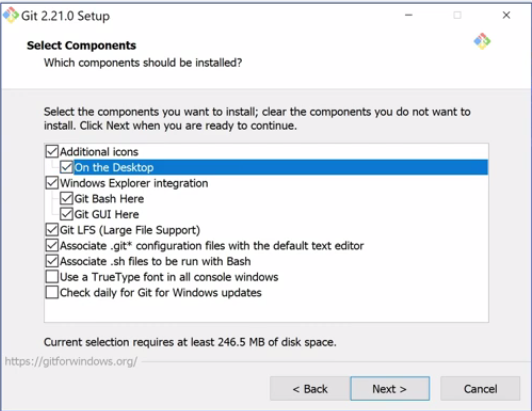 Git 2.21.0 Setup
Select Components
Which components should be installed?
Select the components you want to install; clear the components you do not want to
install. Click Next when you are ready to continue.
Additional icons
On the Desktop
Windows Explorer integration
Git Bash Here
Git GUI Here
Git LFS (Large File Support)
Associate .git* configuration files with the default text editor
Associate .sh files to be run with Bash
Use a TrueType font in all console windows
Check daily for Git for Windows updates
Current selection requires at least 246.5 MB of disk space.
https://gitforwindows.org/
< Back Next > Cancel